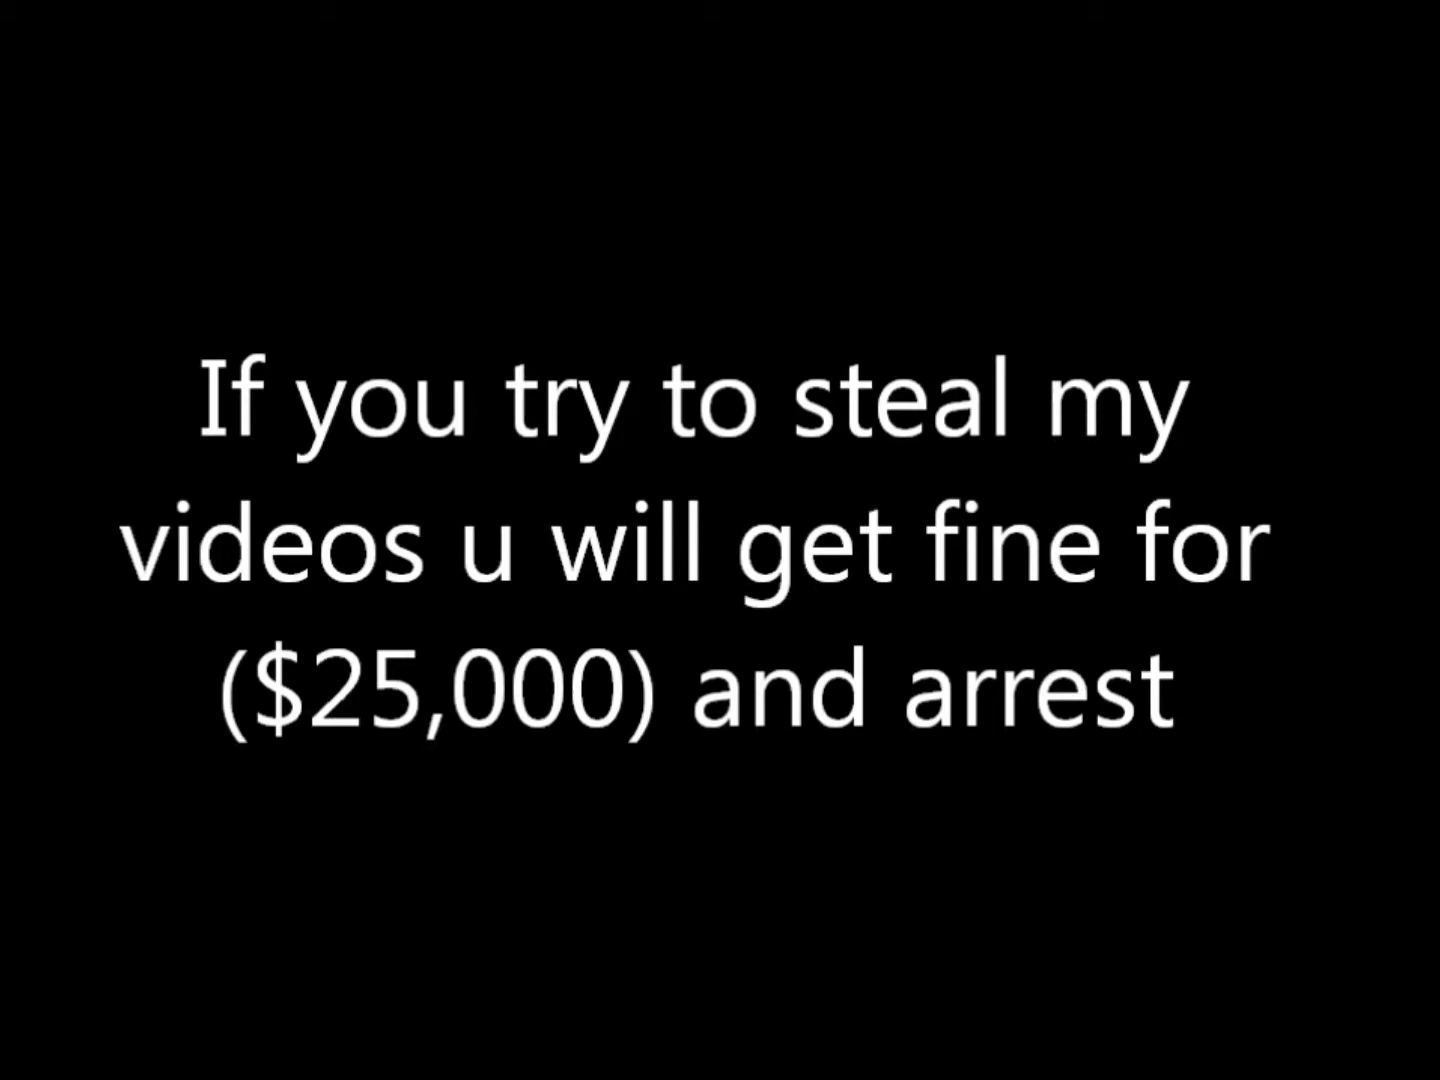 If you try to steal my
videos u will get fine for
($25,000) and arrest